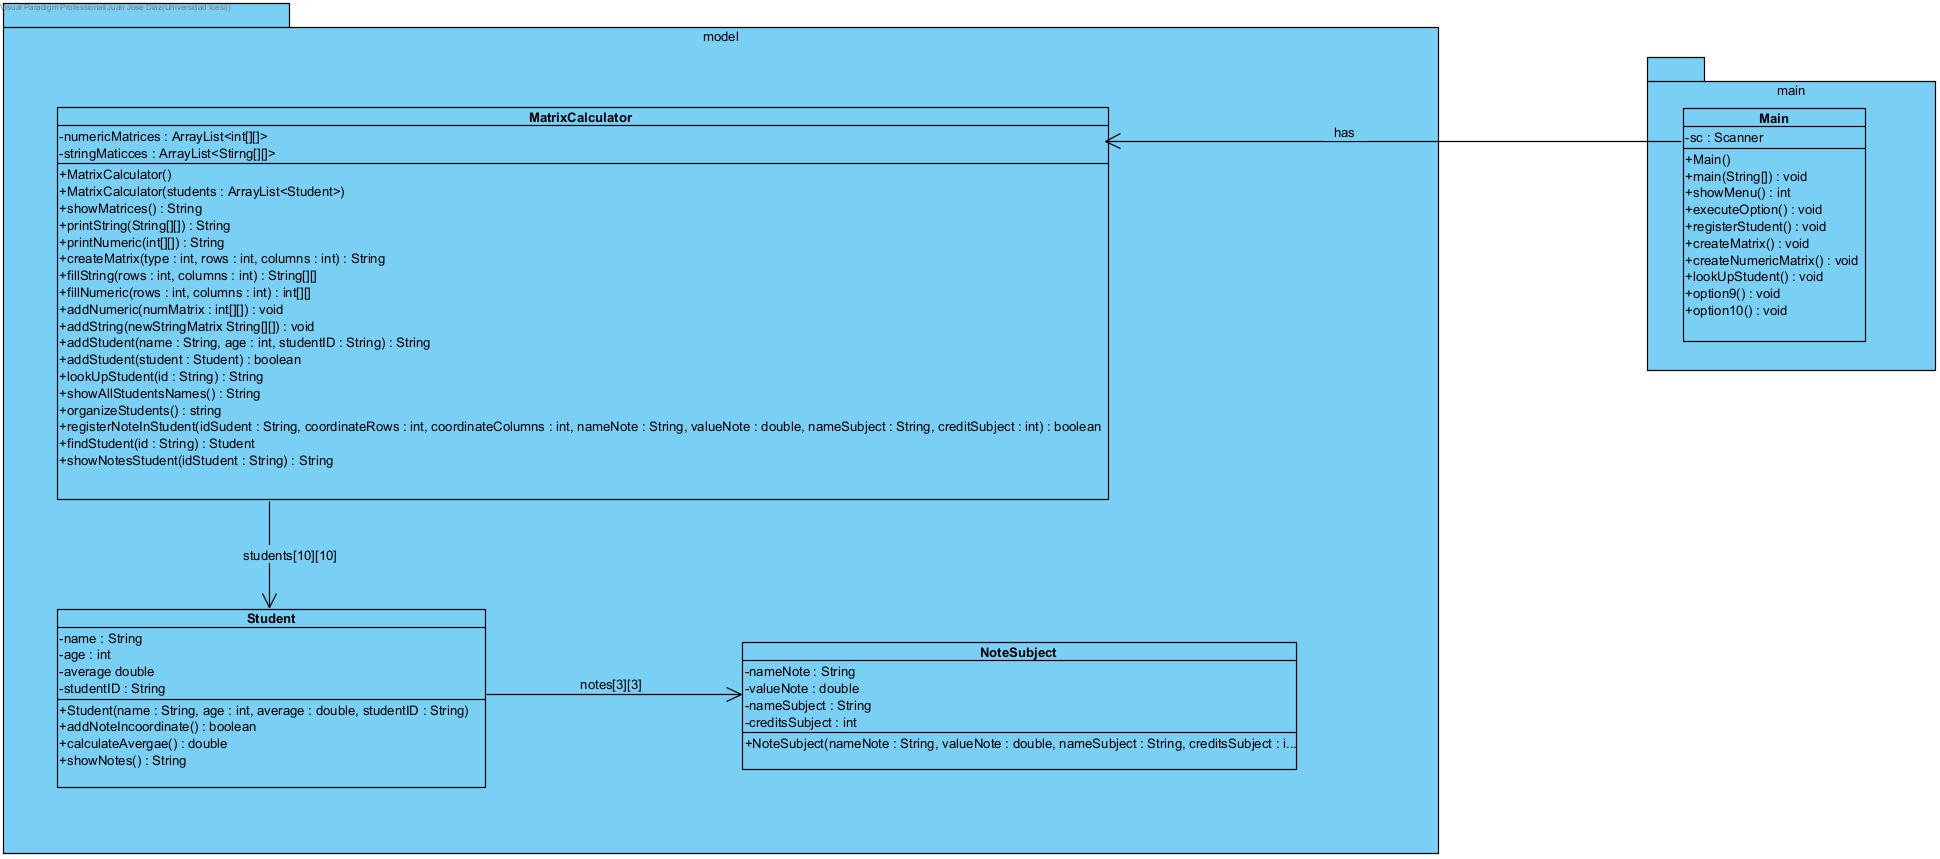 Visual Paradigm Professional(Juan Jose Diaz(Universidad Icesi))
model
MatrixCalculator
-numericMatrices : ArrayList<int[][]>
-stringMaticces : ArrayList<Stirng[][]>
+MatrixCalculator()
+MatrixCalculator(students : ArrayList<Student>)
+showMatrices() : String
+printString(String[][]) : String
+printNumeric(int[][]) : String
+createMatrix(type : int, rows : int, columns : int) : String
+fillString(rows : int, columns : int) : String[][]
+fillNumeric(rows : int, columns : int) : int[][]
+addNumeric(numMatrix : int[][]) : void
+addString(newStringMatrix String[][]) : void
+addStudent(name : String, age : int, studentID : String) : String
+addStudent(student : Student) : boolean
+lookUpStudent(id : String) : String
+showAllStudentsNames() : String
+organizeStudents() : string
+registerNoteInStudent(idSudent : String, coordinateRows : int, coordinateColumns : int, nameNote : String, valueNote : double, nameSubject : String, creditSubject : int) : boolean
+findStudent(id : String) : Student
+showNotesStudent(idStudent : String) : String
has
main
Main
-sc : Scanner
+Main()
+main(String[]) : void
+showMenu() : int
+executeOption() : void
+registerStudent() : void
+createMatrix() : void
+createNumericMatrix() : void
+lookUpStudent() : void
+option9() : void
+option10() : void
students[10][10]
Student
-name : String
-age : int
-average double
-studentID : String
+Student(name : String, age : int, average : double, studentID : String)
+addNoteIncoordinate() : boolean
+calculateAvergae() : double
+showNotes() : String
notes[3][3]
NoteSubject
-nameNote : String
-valueNote : double
-nameSubject : String
-creditsSubject : int
+NoteSubject(nameNote : String, valueNote : double, nameSubject : String, creditsSubject : i...